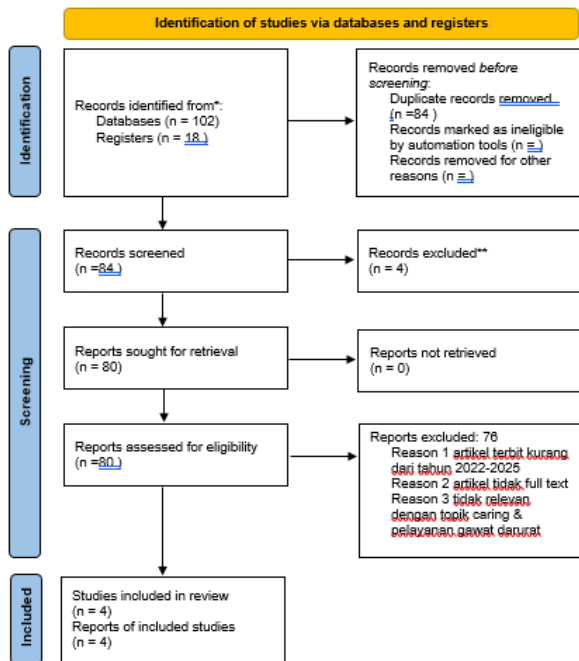 Identification of studies via databases and registers
Identification
Records identified from*:
Databases (n = 102)
Registers (n = 18 )
Records removed before
screening:
Duplicate records removed
(n =84 )
Records marked as ineligible
by automation tools (n = )
Records removed for other
reasons (n = )
Screening
Records screened
(n =84 )
Records excluded**
(n = 4)
Reports sought for retrieval
(n = 80)
Reports not retrieved
(n = 0)
Reports assessed for eligibility
(n =80 )
Reports excluded: 76
Reason 1 artikel terbit kurang
dari tahun 2022-2025
Reason 2 artikel tidak full text
Reason 3 tidak relevan
dengan topik caring &
pelayanan gawat darurat
Included
Studies included in review
(n = 4)
Reports of included studies
(n = 4)